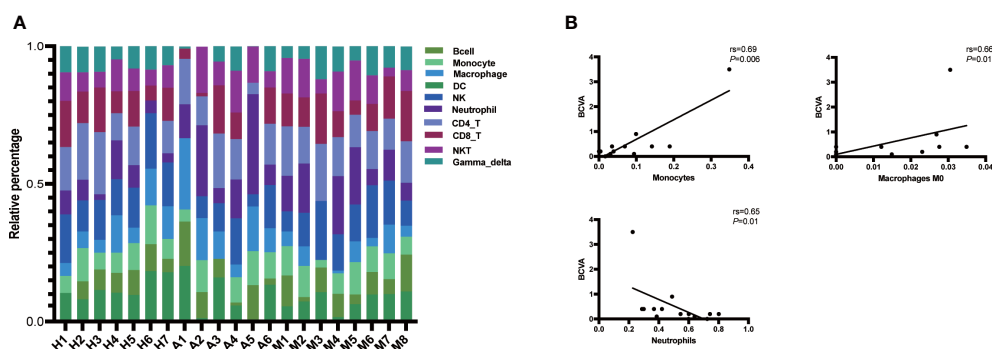 A
Relative percentage
1.0
0.5
0.0
H1 H2 H3 H4 H5 H6 H7 A1 A2 A3 A4 A5 A6 M1 M2 M3 M4 M5 M6 M7 M8
Bcell
Monocyte
Macrophage
DC
NK
Neutrophil
CD4_T
CD8_T
NKT
Gamma_delta
B
rs=0.69
P=0.006
BCVA
4
3
2
1
0
0.0 0.1 0.2 0.3 0.4
Monocytes
rs=0.66
P=0.01
BCVA
4
3
2
1
0
0.00 0.01 0.02 0.03 0.04
Macrophages M0
rs=0.65
P=0.01
BCVA
4
3
2
1
0
0.0 0.2 0.4 0.6 0.8 1.0
Neutrophils